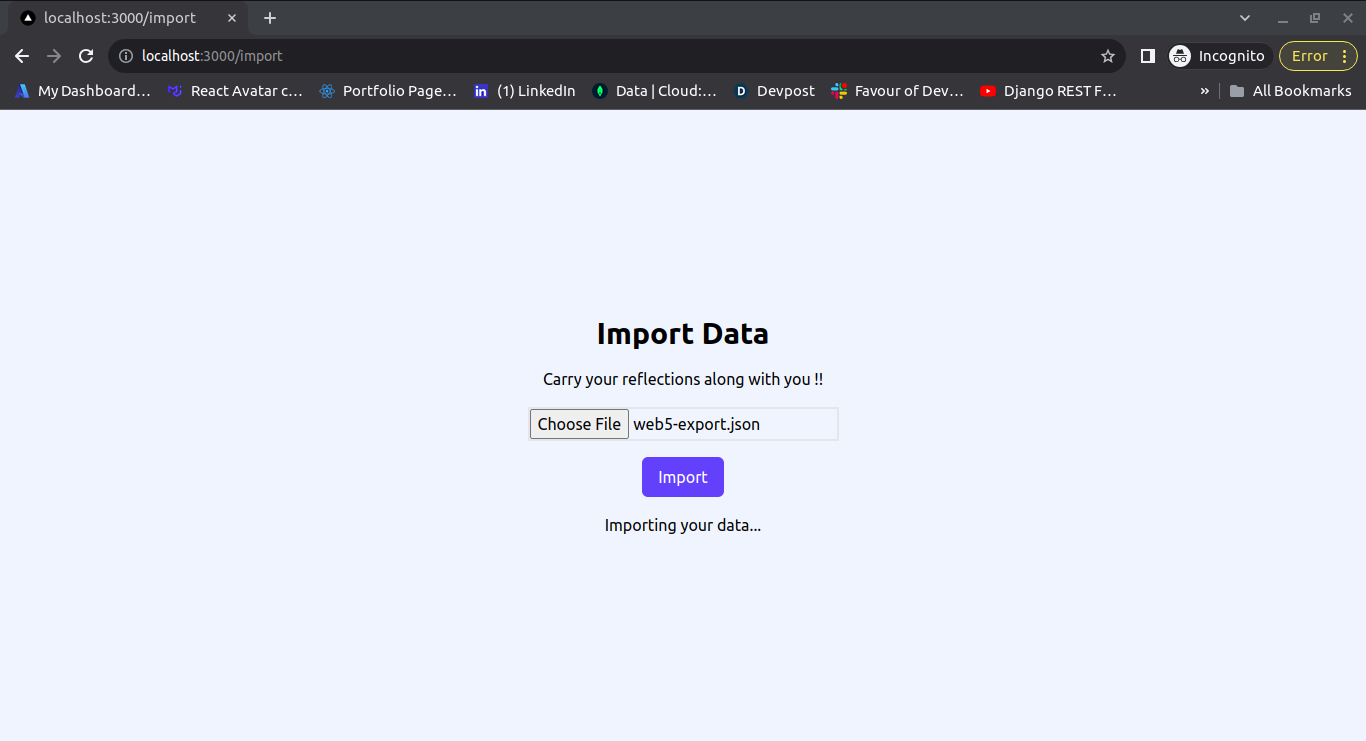 localhost:3000/import
localhost:3000/import Incognito Error
My Dashboard... React Avatar c... Portfolio Page... in (1) LinkedIn Data | Cloud:... D Devpost Favour of Dev... Django REST F... » All Bookmarks
Import Data
Carry your reflections along with you !!
Choose File web5-export.json
Import
Importing your data...